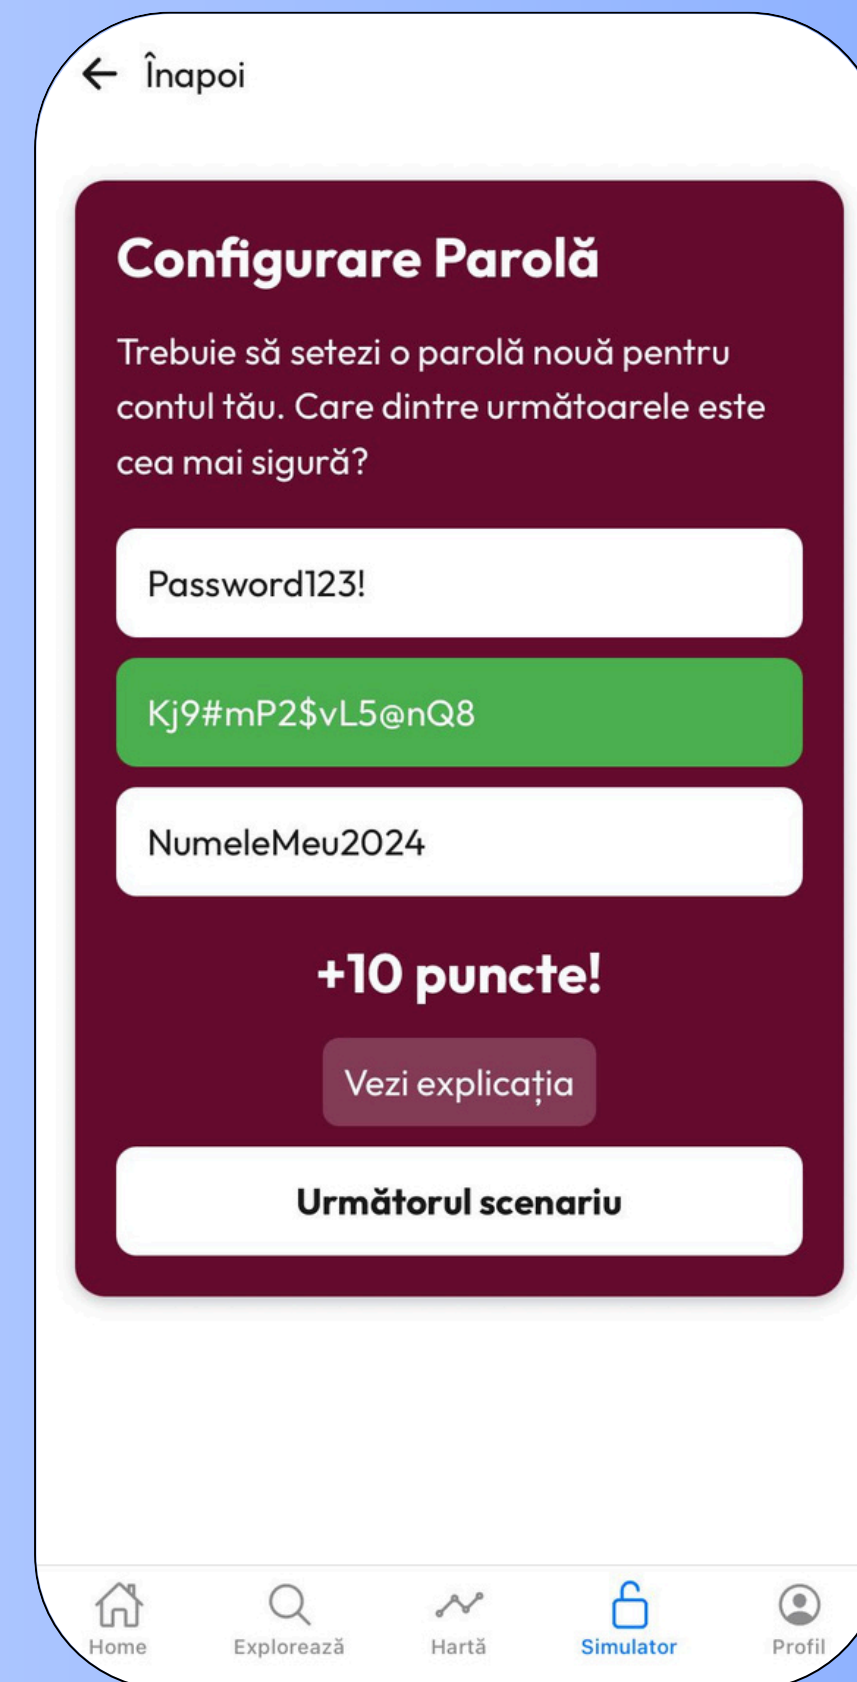 ← Înapoi
Configurare Parolă
Trebuie să setezi o parolă nouă pentru
contul tău. Care dintre următoarele este
cea mai sigură?
Password123!
Kj9#mP2$vL5@nQ8
NumeleMeu2024
+10 puncte!
Vezi explicația
Următorul scenariu
Home Explorează Hartă Simulator Profil